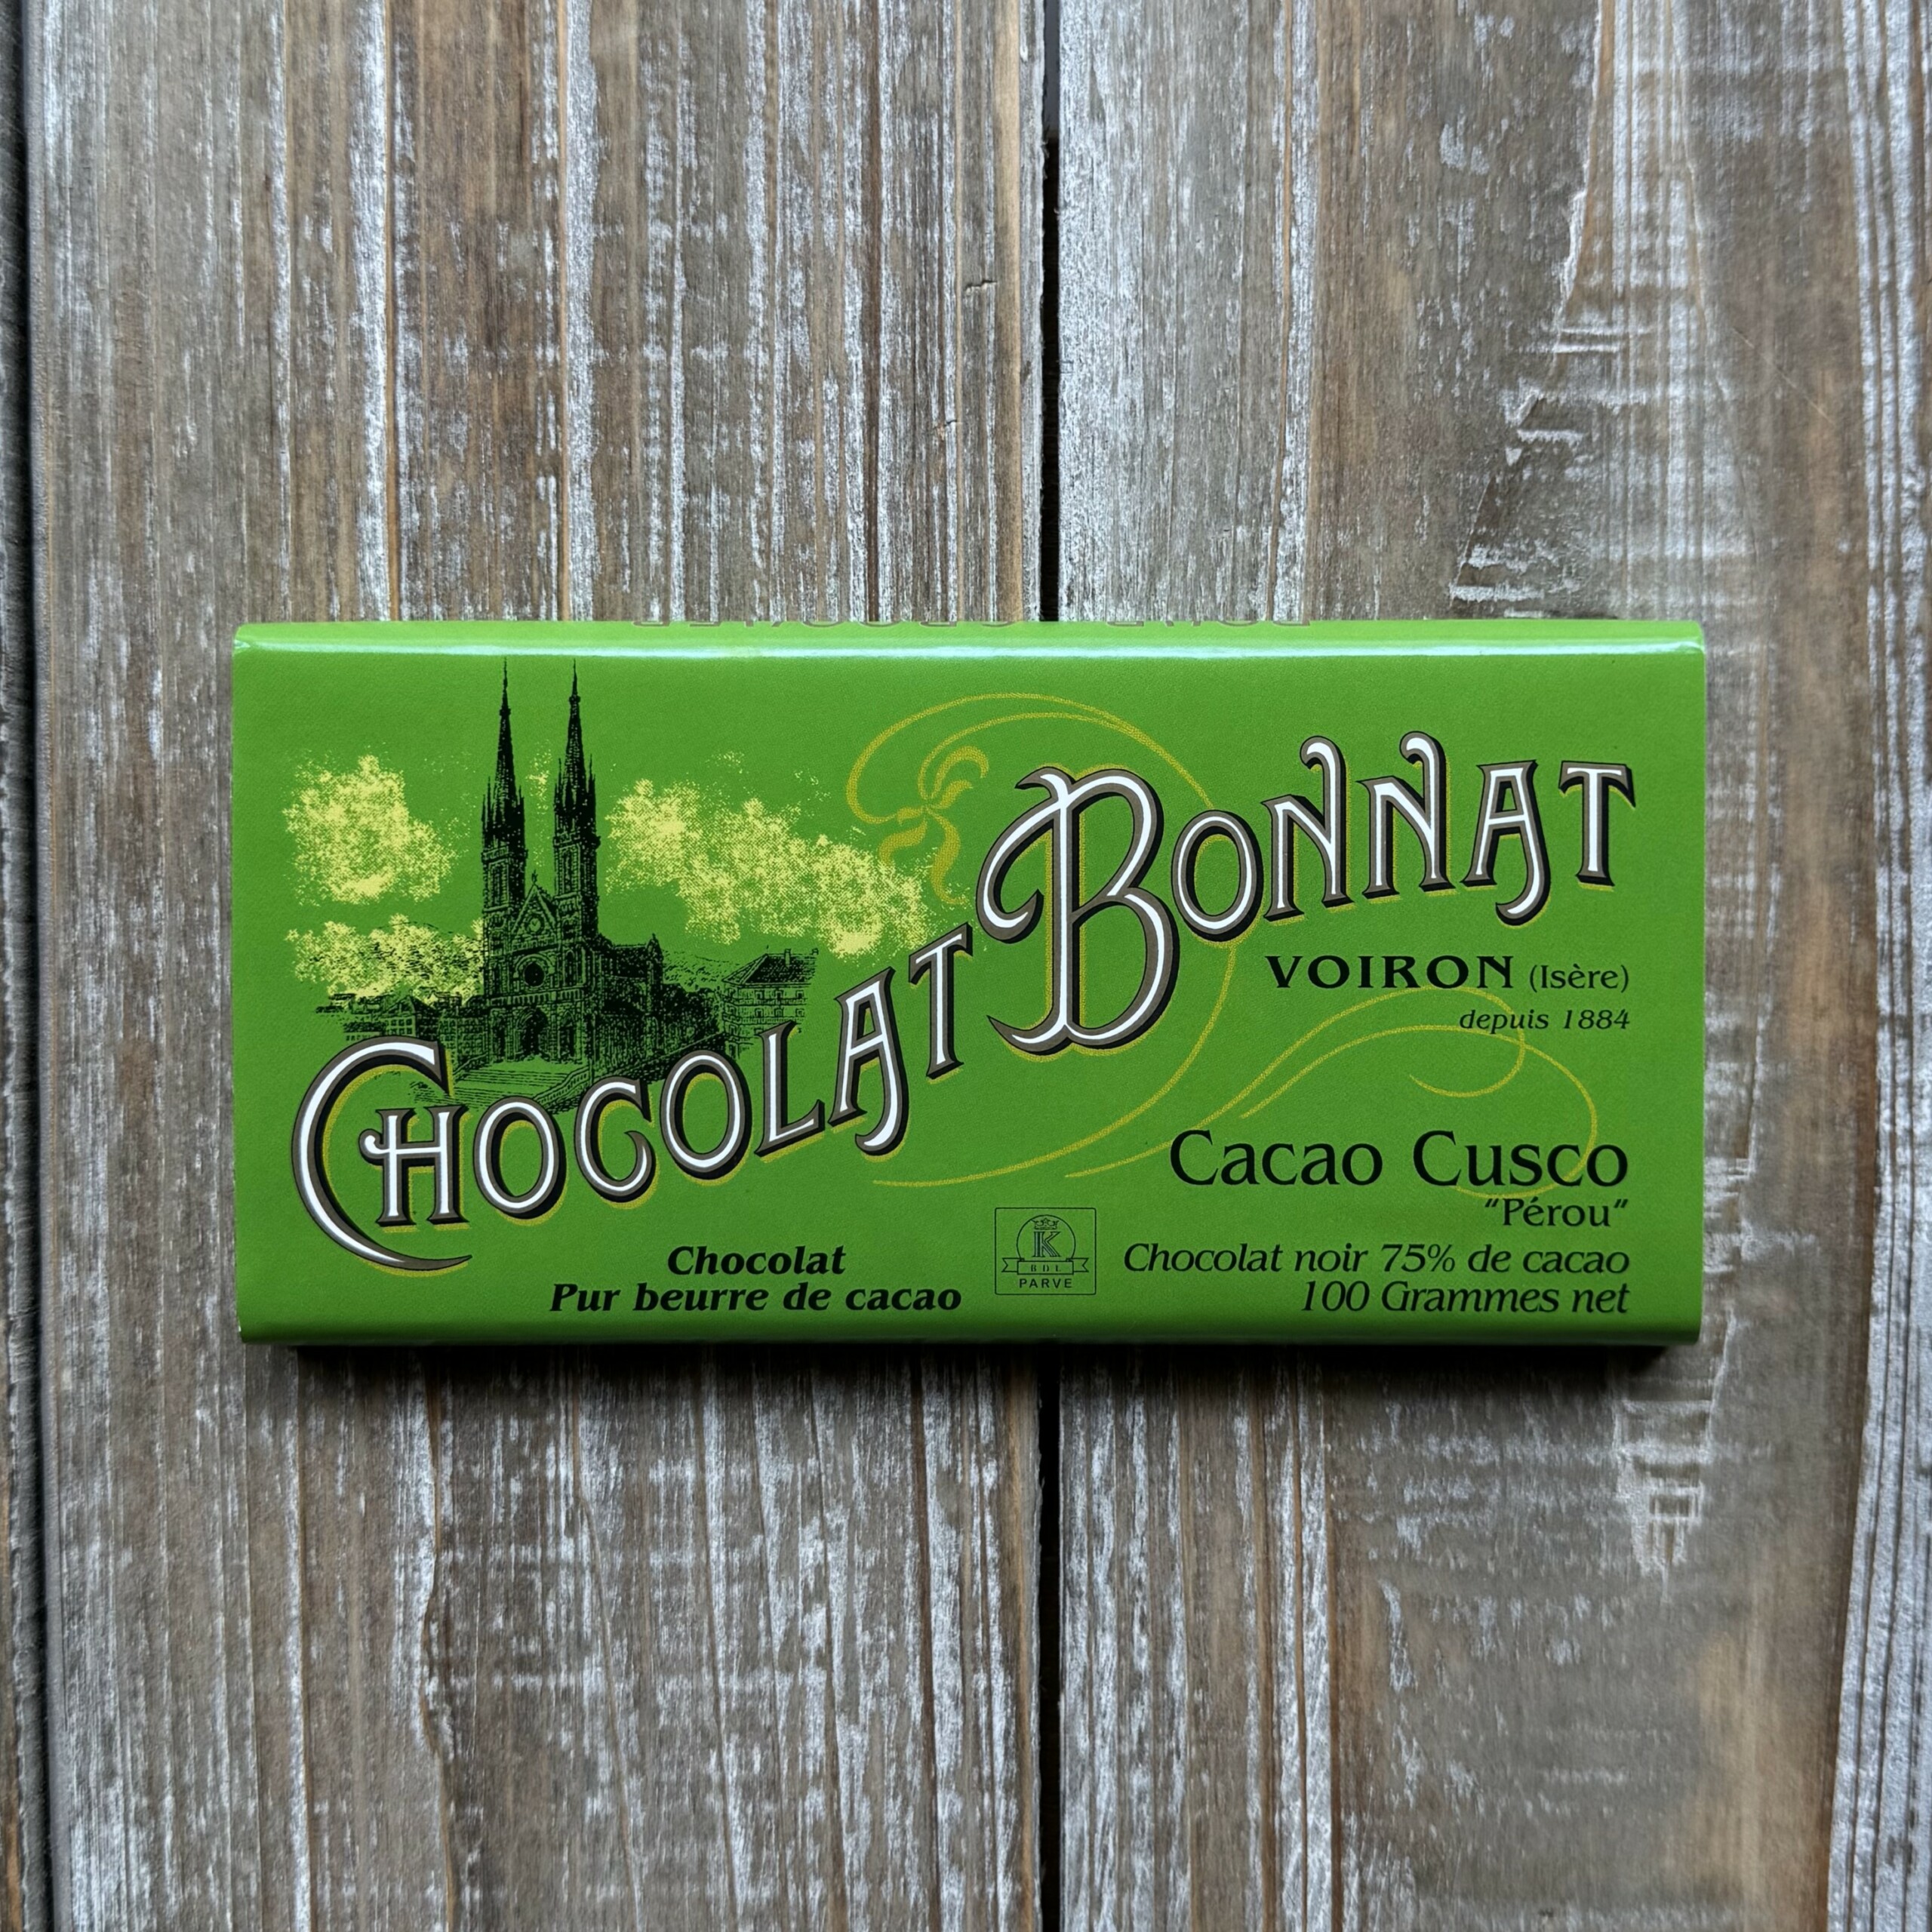 CHOCOLAT BONNAT
VOIRON (Isère)
depuis 1884
Cacao Cusco
"Pérou"
Chocolat noir 75% de cacao
100 Grammes net
Chocolat
Pur beurre de cacao
K
BDL
PARVE